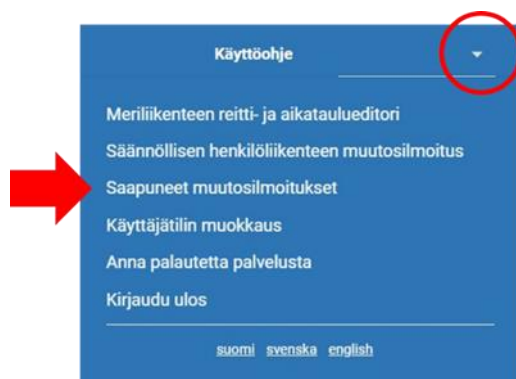 Käyttöohje
Meriliikenteen reitti- ja aikataulueditori
Säännöllisen henkilöliikenteen muutosilmoitus
Saapuneet muutosilmoitukset
Käyttäjätilin muokkaus
Anna palautetta palvelusta
Kirjaudu ulos
suomi svenska english